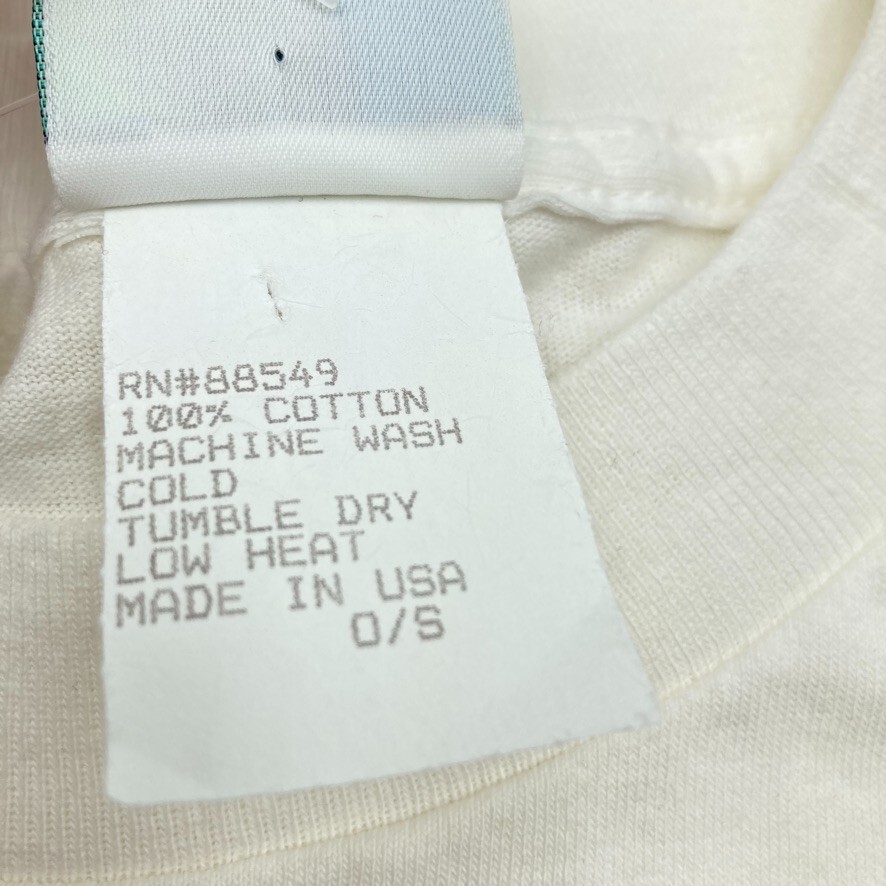 RN#88549
100% COTTON
MACHINE WASH
COLD
TUMBLE DRY
LOW HEAT
MADE IN USA
O/S